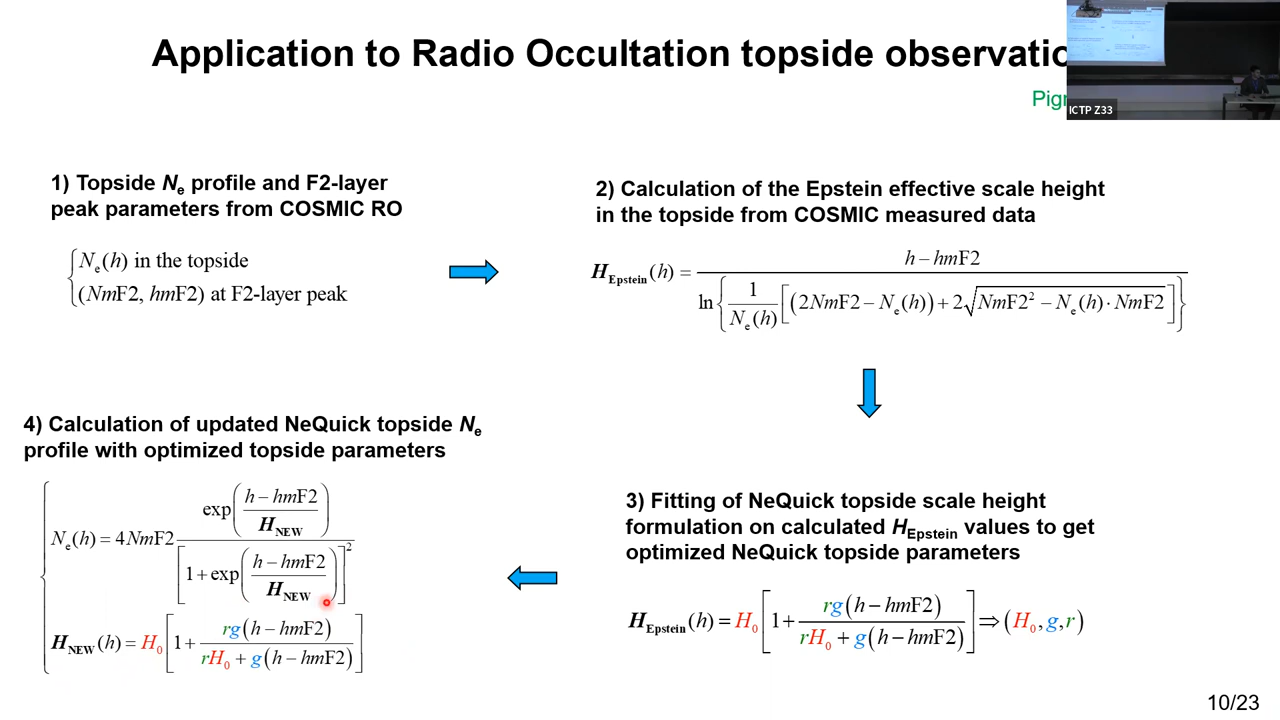 Application to Radio Occultation topside
ICTP Z33
1) Topside Nₑ profile and F2-layer
peak parameters from COSMIC RO
{ Nₑ(h) in the topside
(NmF2, hmF2) at F2-layer peak
2) Calculation of the Epstein effective scale height
in the topside from COSMIC measured data
H_Epstein(h) = (h − hmF2) / ln{ 1/Nₑ(h) [ (2NmF2 − Nₑ(h)) + 2√(NmF2² − Nₑ(h)·NmF2) ] }
4) Calculation of updated NeQuick topside Nₑ
profile with optimized topside parameters
Nₑ(h) = 4NmF2 exp((h − hmF2)/H_NEW) / [1 + exp((h − hmF2)/H_NEW)]²
H_NEW(h) = H₀ [1 + rg(h − hmF2) / (rH₀ + g(h − hmF2))]
3) Fitting of NeQuick topside scale height
formulation on calculated H_Epstein values to get
optimized NeQuick topside parameters
H_Epstein(h) = H₀ [1 + rg(h − hmF2) / (rH₀ + g(h − hmF2))] ⇒ (H₀, g, r)
10/23